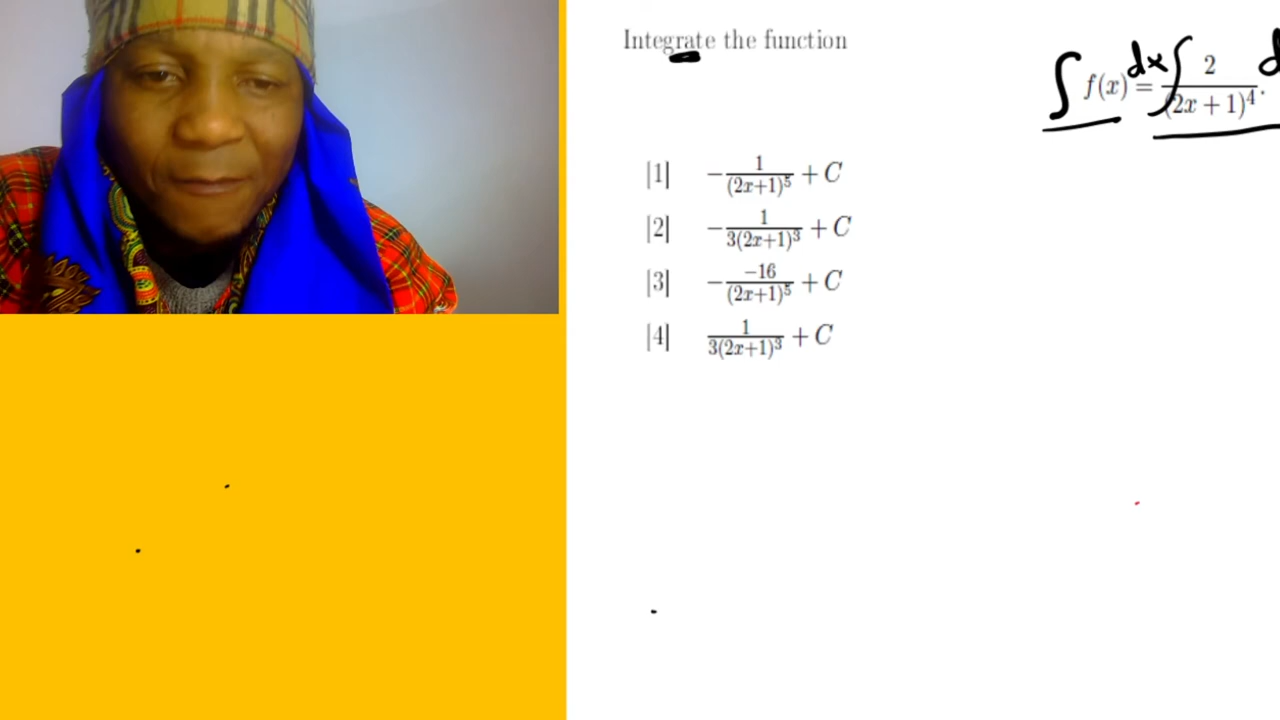 Integrate the function
∫ f(x) dx = ∫ 2/(2x + 1)^4 . d
|1| −1/(2x+1)^5 + C
|2| −1/3(2x+1)^3 + C
|3| −−16/(2x+1)^5 + C
|4| 1/3(2x+1)^3 + C